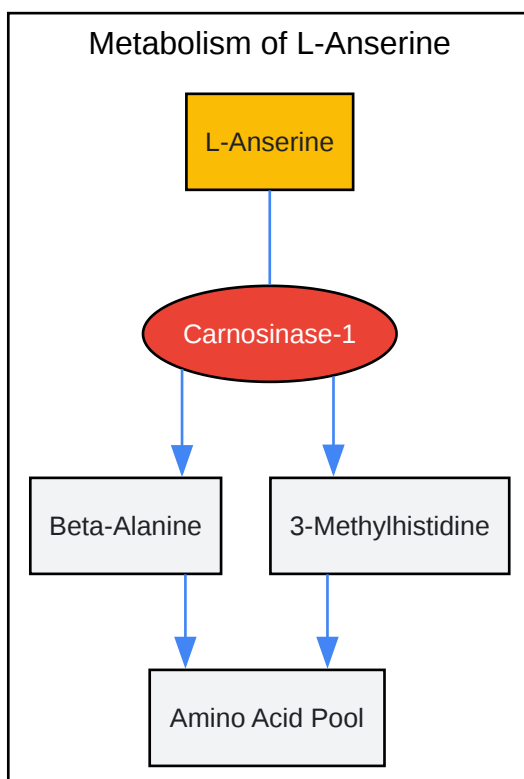 Metabolism of L-Anserine
L-Anserine
Carnosinase-1
Beta-Alanine
3-Methylhistidine
Amino Acid Pool